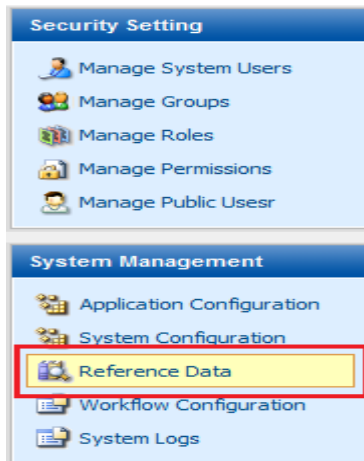 Security Setting
Manage System Users
Manage Groups
Manage Roles
Manage Permissions
Manage Public Usesr
System Management
Application Configuration
System Configuration
Reference Data
Workflow Configuration
System Logs